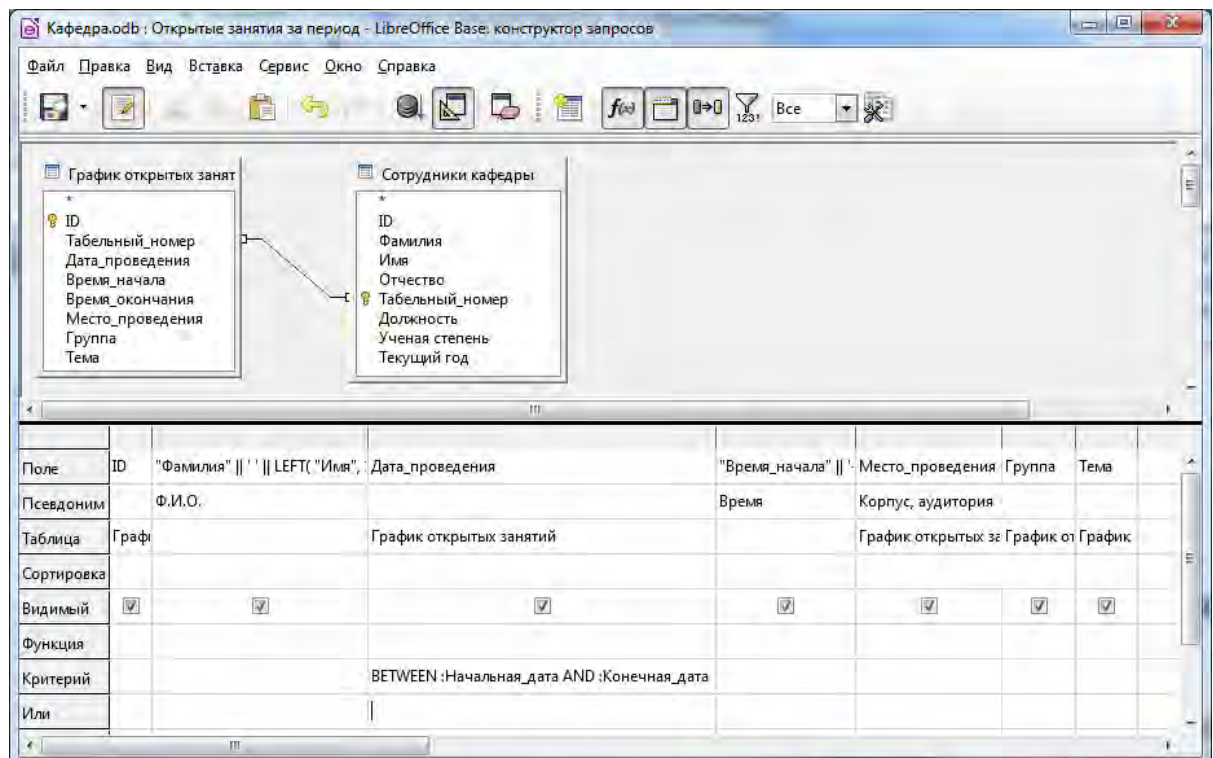 Кафедра.odb : Открытые занятия за период - LibreOffice Base: конструктор запросов
Файл Правка Вид Вставка Сервис Окно Справка
f(x) 123! Все
График открытых занят
*
ID
Табельный_номер
Дата_проведения
Время_начала
Время_окончания
Место_проведения
Группа
Тема
Сотрудники кафедры
*
ID
Фамилия
Имя
Отчество
Табельный_номер
Должность
Ученая степень
Текущий год
Поле ID "Фамилия" || ' ' || LEFT( "Имя", Дата_проведения "Время_начала" || '- Место_проведения Группа Тема
Псевдоним Ф.И.О. Время Корпус, аудитория
Таблица Графи График открытых занятий График открытых за График от График
Сортировка
Видимый
Функция
Критерий BETWEEN :Начальная_дата AND :Конечная_дата
Или